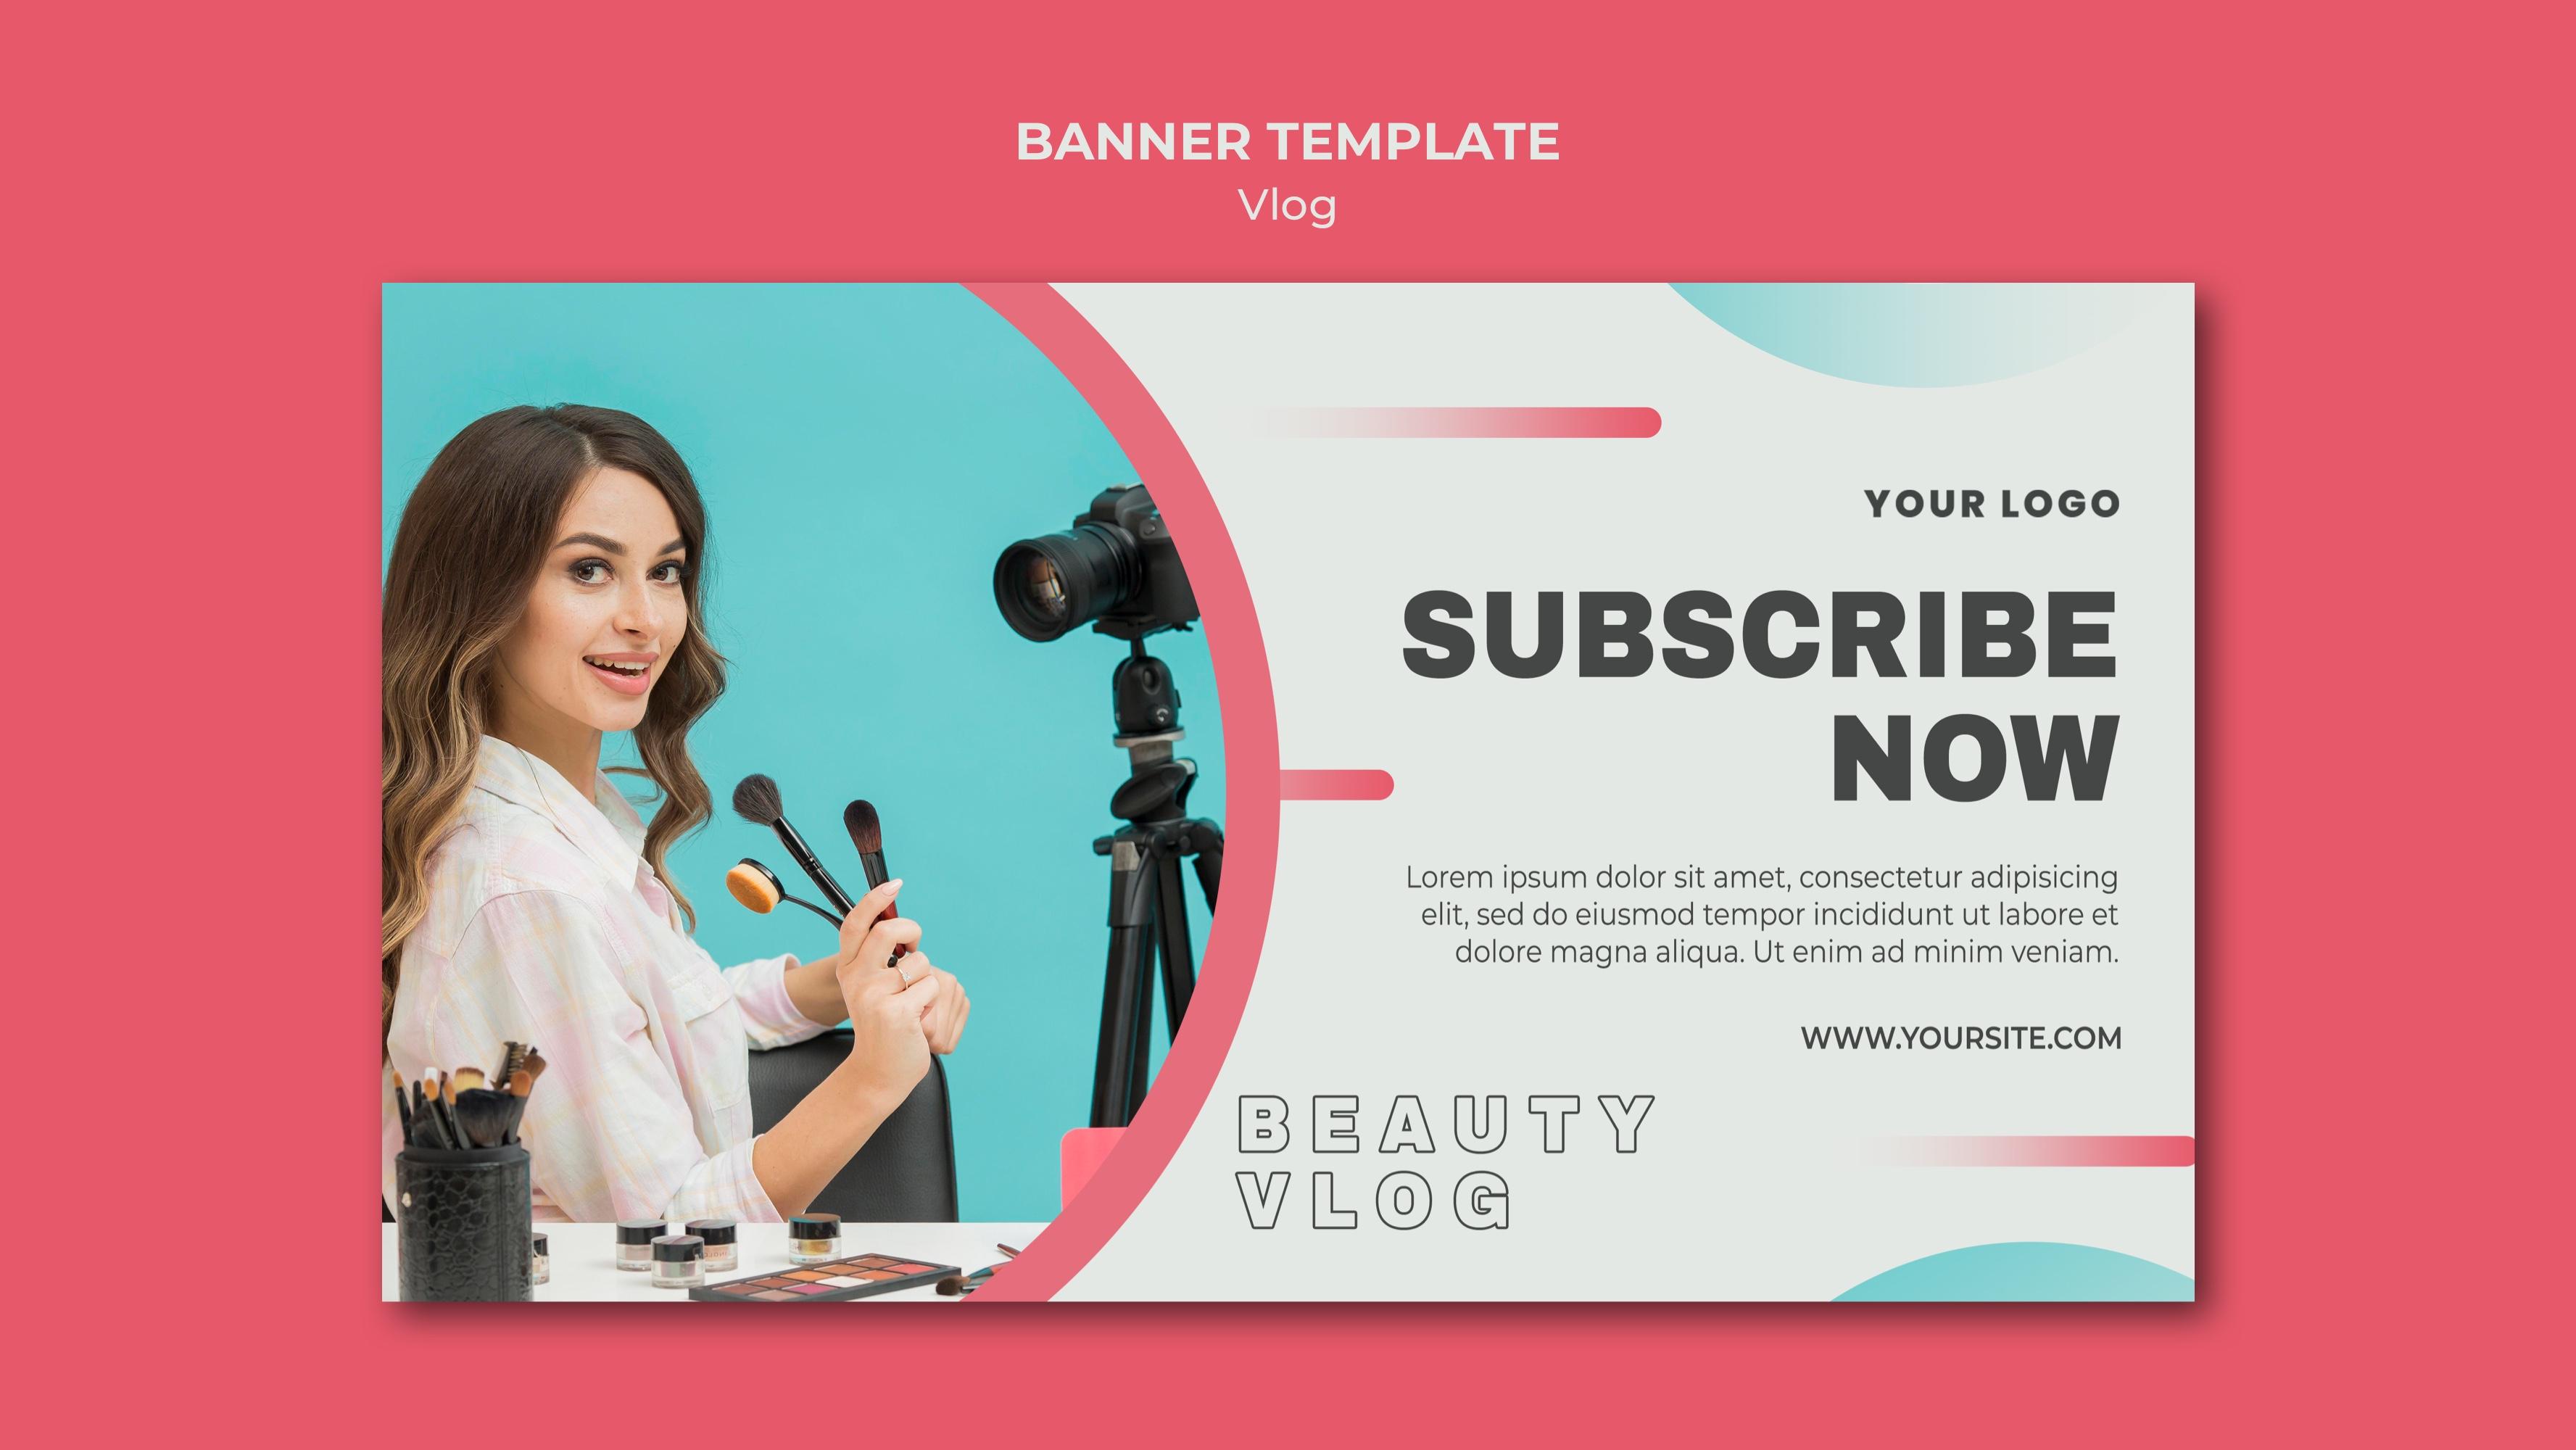 BANNER TEMPLATE
Vlog
YOUR LOGO
SUBSCRIBE
NOW
Lorem ipsum dolor sit amet, consectetur adipisicing
elit, sed do eiusmod tempor incididunt ut labore et
dolore magna aliqua. Ut enim ad minim veniam.
WWW.YOURSITE.COM
BEAUTY
VLOG